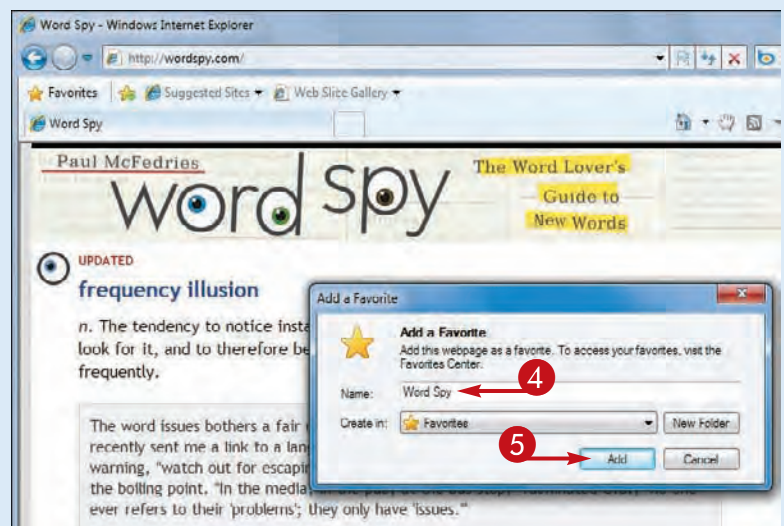 Word Spy - Windows Internet Explorer
http://wordspy.com/
Favorites Suggested Sites Web Slice Gallery
Word Spy
Paul McFedries
word spy
The Word Lover's
Guide to
New Words
UPDATED
frequency illusion
n. The tendency to notice
look for it, and to therefore
frequently.
The word issues bothers a fair
recently sent me a link to a
warning, "watch out for
the boiling point. "In the media,
ever refers to their 'problems'; they only have 'issues.'"
Add a Favorite
Add a Favorite
Add this webpage as a favorite. To access your favorites, visit the
Favorites Center.
Name: Word Spy 4
Create in: Favorites New Folder
5 Add Cancel